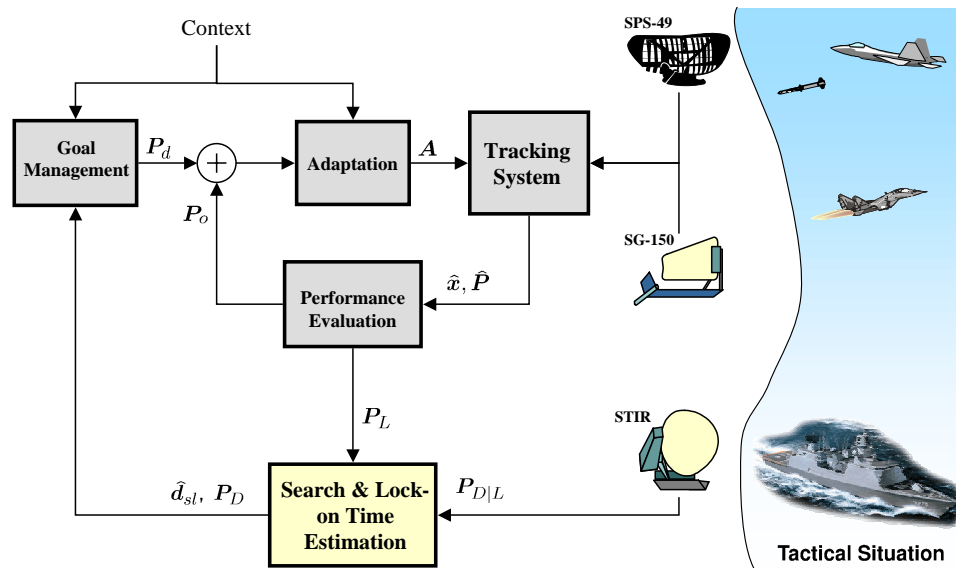 Context
SPS-49
Goal
Management
P_d
+
Adaptation
A
Tracking
System
P_o
SG-150
Performance
Evaluation
x̂, P̂
P_L
STIR
d̂_sl, P_D
Search & Lock-
on Time
Estimation
P_D|L
Tactical Situation